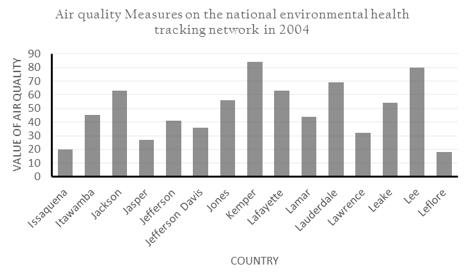 Air quality Measures on the national environmental health
tracking network in 2004
VALUE OF AIR QUALITY
90
80
70
60
50
40
30
20
10
0
Issaquena
Itawamba
Jackson
Jasper
Jefferson
Jefferson Davis
Jones
Kemper
Lafayette
Lamar
Lauderdale
Lawrence
Leake
Lee
Leflore
COUNTRY